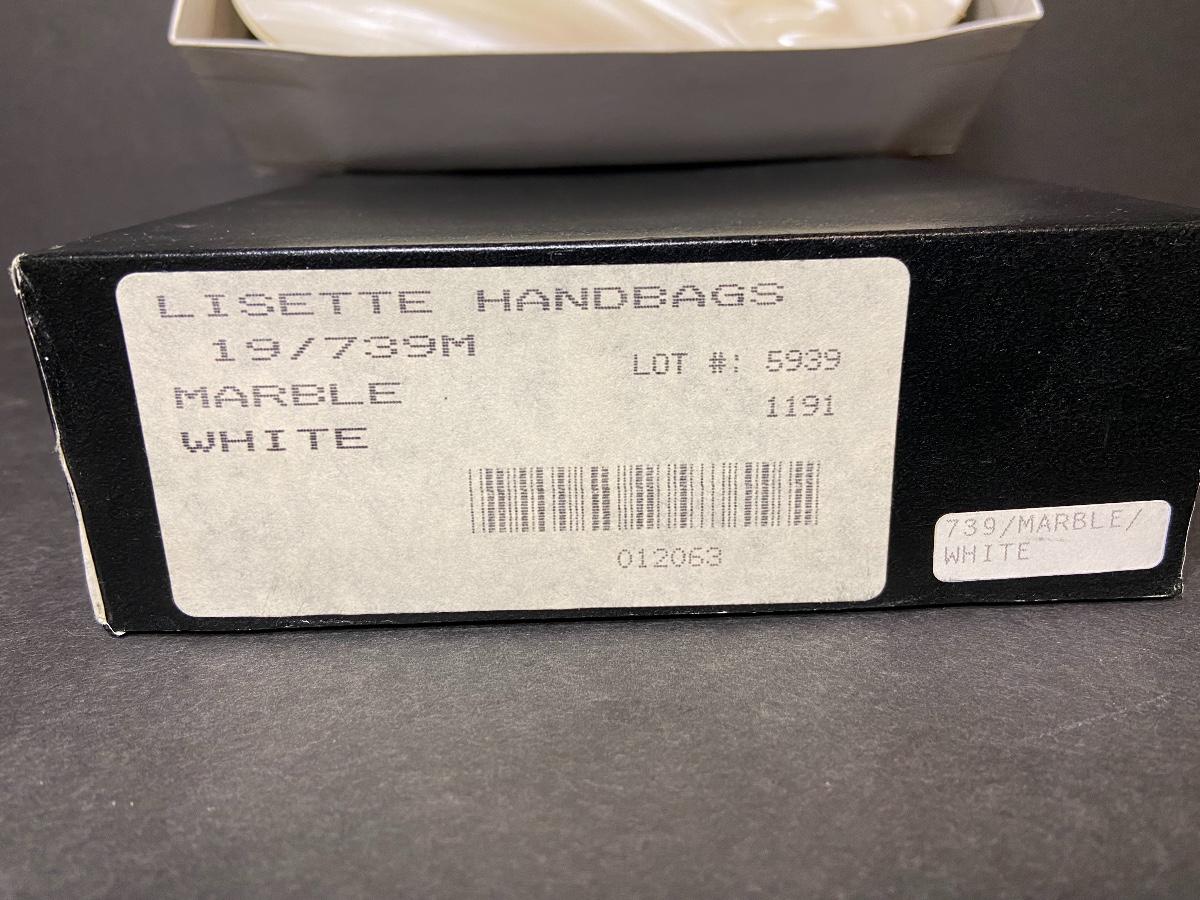 LISETTE HANDBAGS
19/739M
LOT #: 5939
MARBLE
1191
WHITE
012063
739/MARBLE/
WHITE